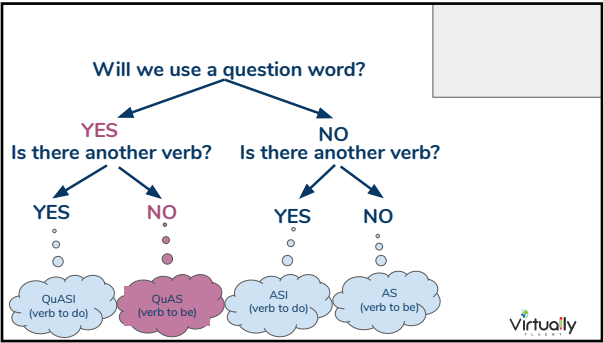 Will we use a question word?
YES
Is there another verb?
NO
Is there another verb?
YES
NO
YES
NO
QuASI
(verb to do)
QuAS
(verb to be)
ASI
(verb to do)
AS
(verb to be)
Virtually
FLUENT